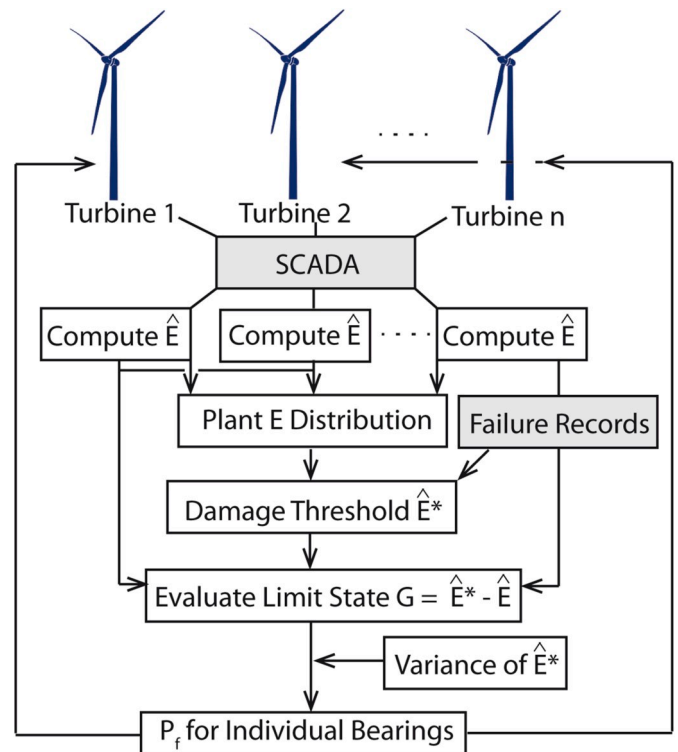 Turbine 1
Turbine 2
Turbine n
SCADA
Compute Ê
Compute Ê
Compute Ê
Plant E Distribution
Failure Records
Damage Threshold Ê*
Evaluate Limit State G = Ê* - Ê
Variance of Ê*
P_f for Individual Bearings